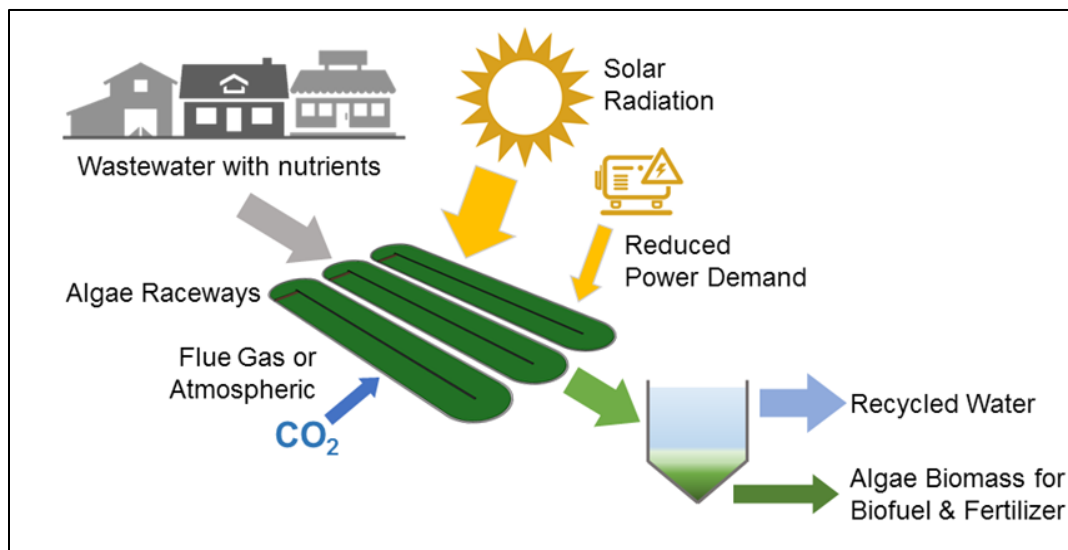 Solar
Radiation
Wastewater with nutrients
Reduced
Power Demand
Algae Raceways
Flue Gas or
Atmospheric
CO₂
Recycled Water
Algae Biomass for
Biofuel & Fertilizer